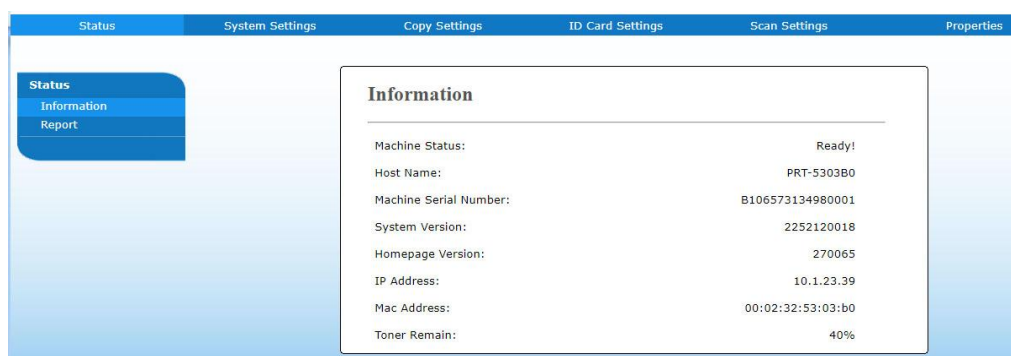 Status System Settings Copy Settings ID Card Settings Scan Settings Properties
Status
Information
Report
Information
Machine Status: Ready!
Host Name: PRT-5303B0
Machine Serial Number: B106573134980001
System Version: 2252120018
Homepage Version: 270065
IP Address: 10.1.23.39
Mac Address: 00:02:32:53:03:b0
Toner Remain: 40%